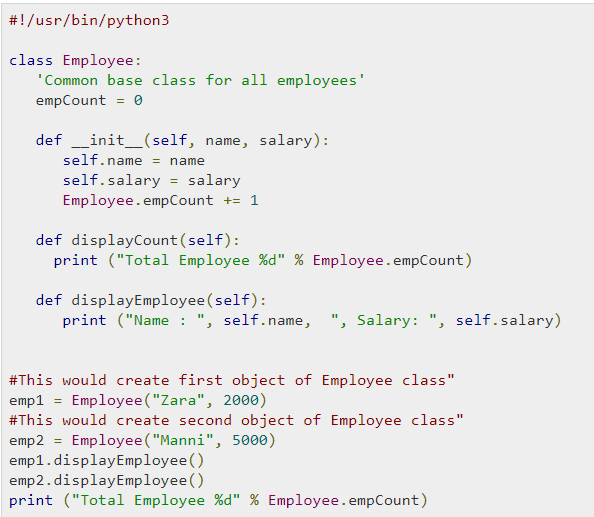 #!/usr/bin/python3

class Employee:
   'Common base class for all employees'
   empCount = 0

   def __init__(self, name, salary):
      self.name = name
      self.salary = salary
      Employee.empCount += 1

   def displayCount(self):
     print ("Total Employee %d" % Employee.empCount)

   def displayEmployee(self):
      print ("Name : ", self.name,  ", Salary: ", self.salary)


#This would create first object of Employee class"
emp1 = Employee("Zara", 2000)
#This would create second object of Employee class"
emp2 = Employee("Manni", 5000)
emp1.displayEmployee()
emp2.displayEmployee()
print ("Total Employee %d" % Employee.empCount)